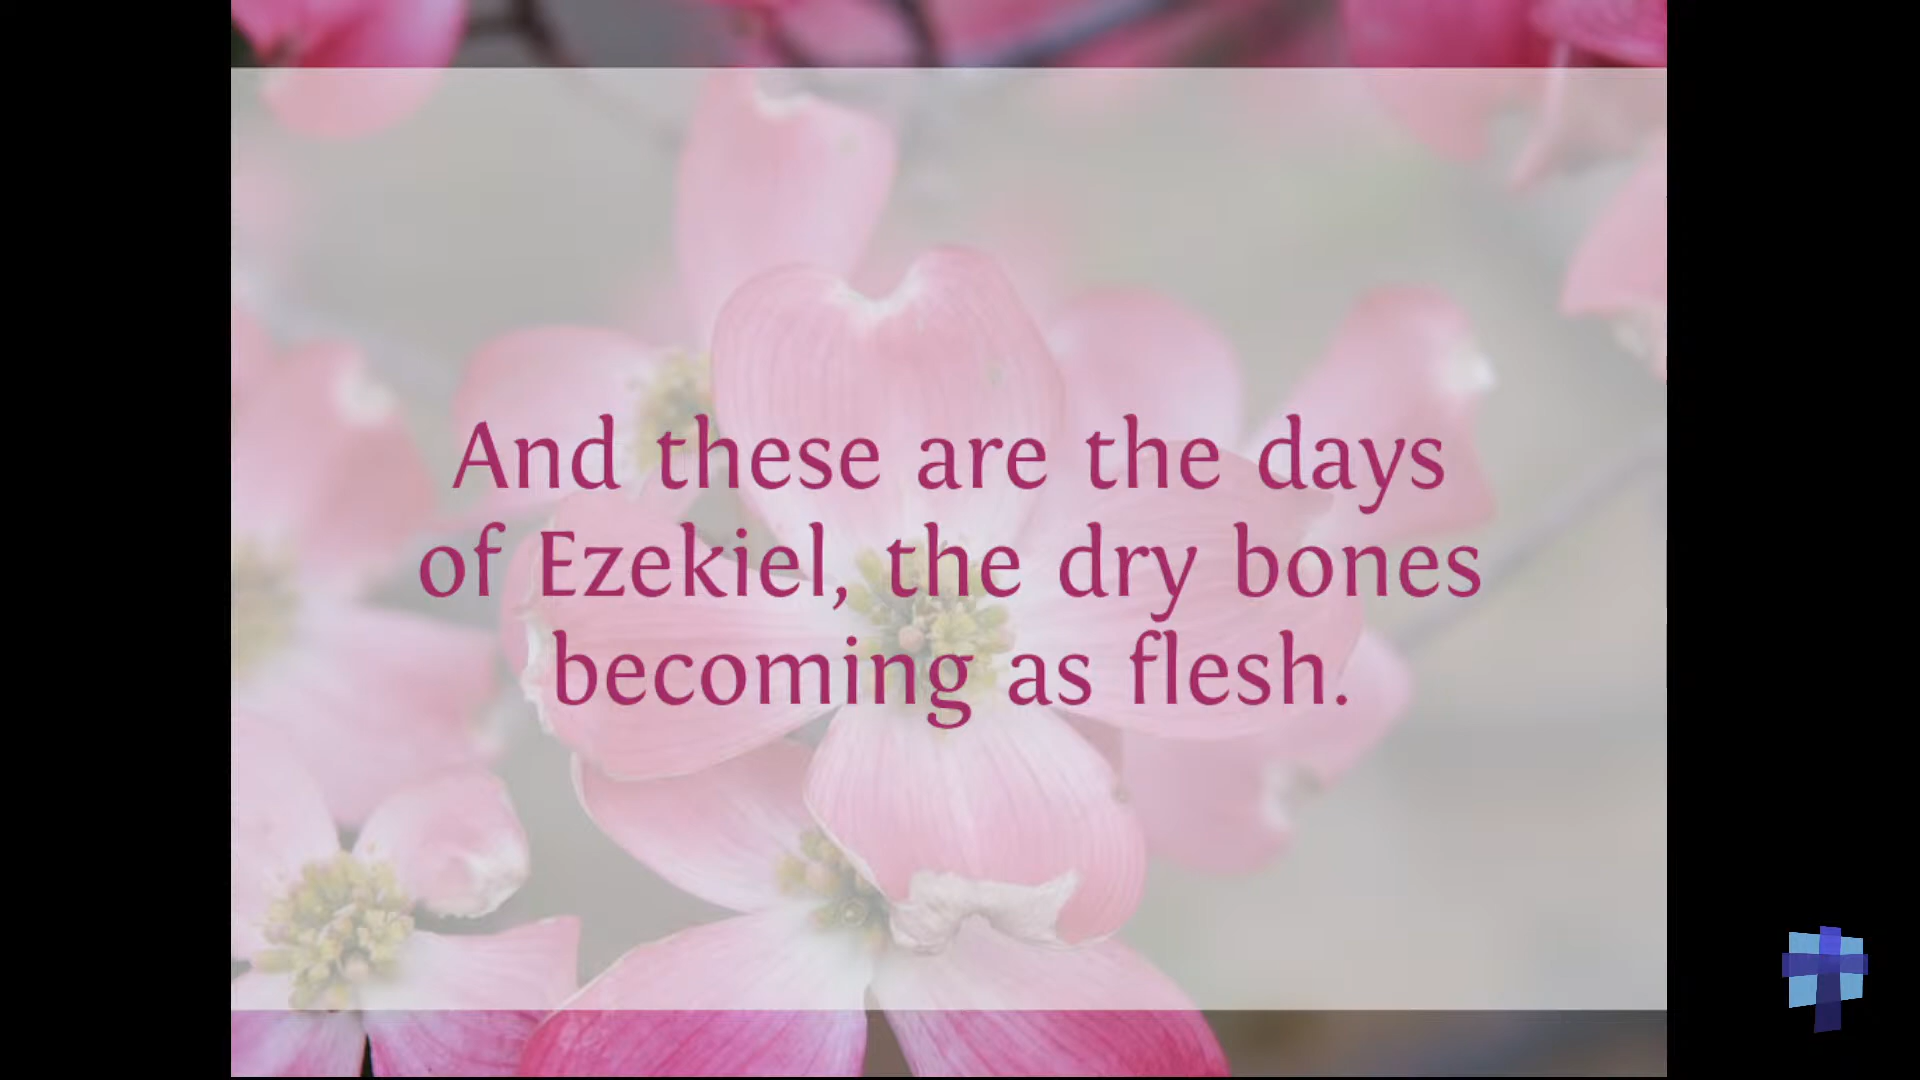 And these are the days
of Ezekiel, the dry bones
becoming as flesh.